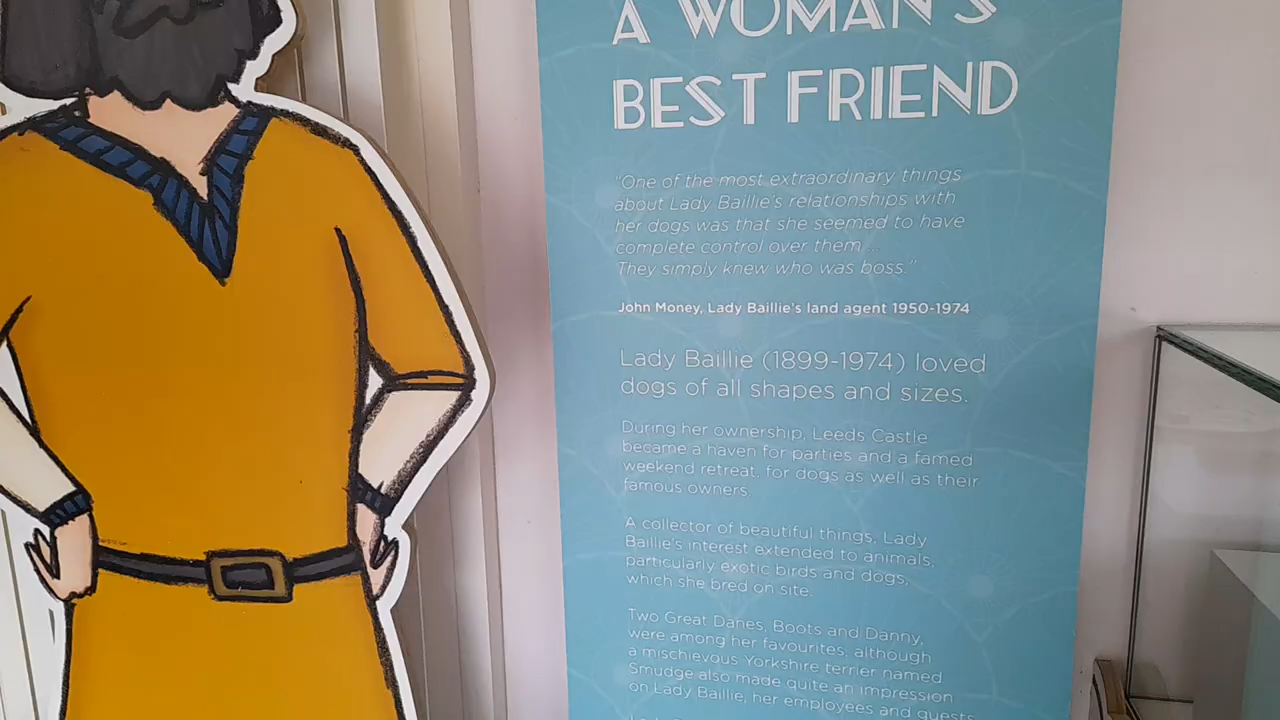 A WOMAN'S
BEST FRIEND
"One of the most extraordinary things
about Lady Baillie's relationships with
her dogs was that she seemed to have
complete control over them ...
They simply knew who was boss."
John Money, Lady Baillie's land agent 1950-1974
Lady Baillie (1899-1974) loved
dogs of all shapes and sizes.
During her ownership, Leeds Castle
became a haven for parties and a famed
weekend retreat, for dogs as well as their
famous owners.
A collector of beautiful things, Lady
Baillie's interest extended to animals,
particularly exotic birds and dogs,
which she bred on site.
Two Great Danes, Boots and Danny,
were among her favourites, although
a mischievous Yorkshire terrier named
Smudge also made quite an impression
on Lady Baillie, her employees and guests